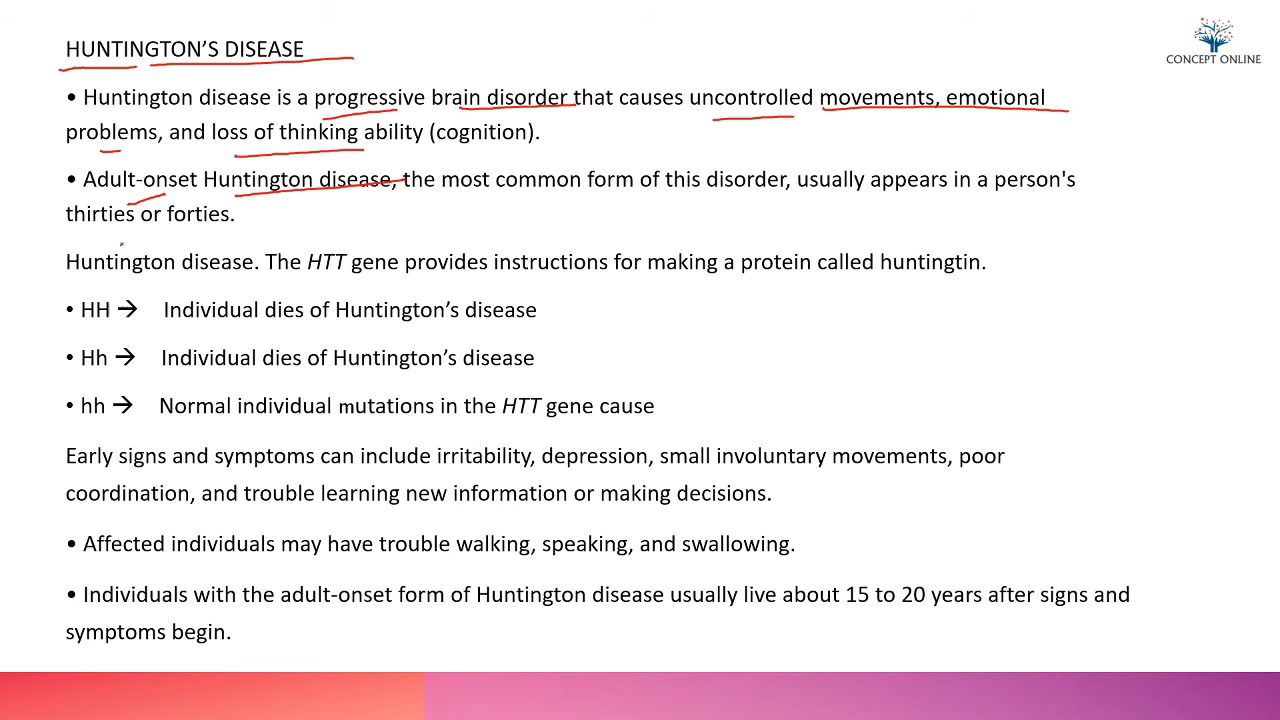 HUNTINGTON’S DISEASE
CONCEPT ONLINE
• Huntington disease is a progressive brain disorder that causes uncontrolled movements, emotional
problems, and loss of thinking ability (cognition).
• Adult-onset Huntington disease, the most common form of this disorder, usually appears in a person's
thirties or forties.
Huntington disease. The HTT gene provides instructions for making a protein called huntingtin.
• HH → Individual dies of Huntington’s disease
• Hh → Individual dies of Huntington’s disease
• hh → Normal individual mutations in the HTT gene cause
Early signs and symptoms can include irritability, depression, small involuntary movements, poor
coordination, and trouble learning new information or making decisions.
• Affected individuals may have trouble walking, speaking, and swallowing.
• Individuals with the adult-onset form of Huntington disease usually live about 15 to 20 years after signs and
symptoms begin.